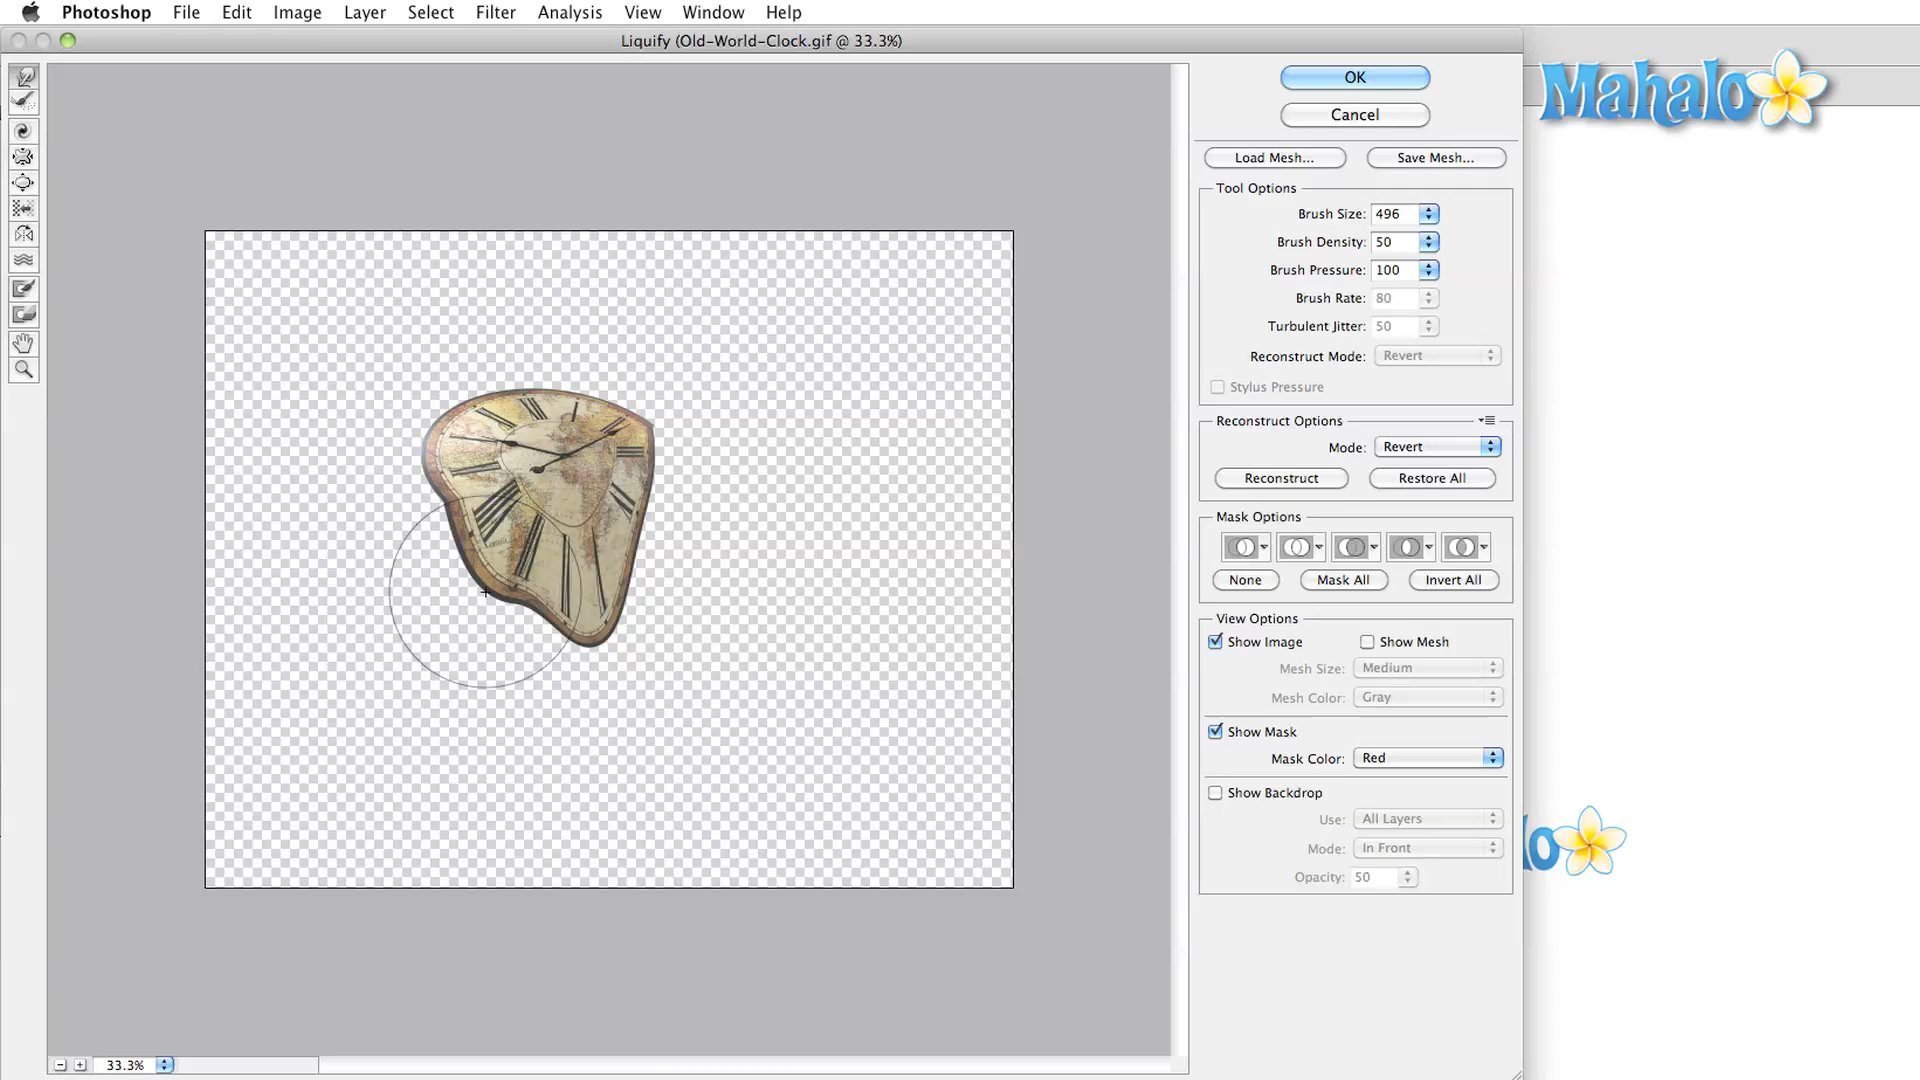 Photoshop File Edit Image Layer Select Filter Analysis View Window Help
Liquify (Old-World-Clock.gif @ 33.3%)
Mahalo
OK
Cancel
Load Mesh... Save Mesh...
Tool Options
Brush Size: 496
Brush Density: 50
Brush Pressure: 100
Brush Rate: 80
Turbulent Jitter: 50
Reconstruct Mode: Revert
Stylus Pressure
Reconstruct Options
Mode: Revert
Reconstruct Restore All
Mask Options
None Mask All Invert All
View Options
Show Image Show Mesh
Mesh Size: Medium
Mesh Color: Gray
Show Mask
Mask Color: Red
Show Backdrop
Use: All Layers
Mode: In Front
lo
Opacity: 50
33.3%